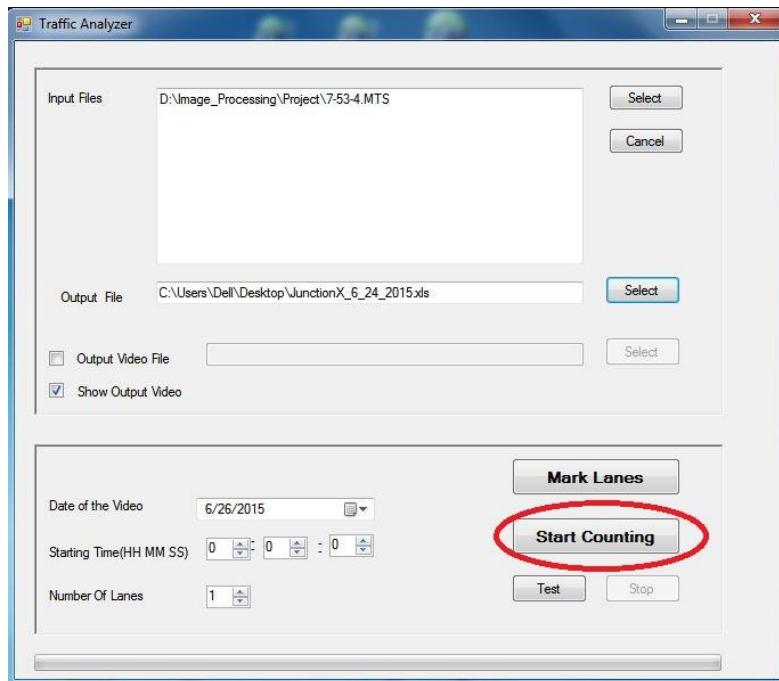 Traffic Analyzer
Input Files
D:\Image_Processing\Project\7-53-4.MTS
Select
Cancel
Output File
C:\Users\Dell\Desktop\JunctionX_6_24_2015.xls
Select
Output Video File
Select
Show Output Video
Mark Lanes
Date of the Video
6/26/2015
Start Counting
Starting Time(HH MM SS)
0 : 0 : 0
Number Of Lanes
1
Test
Stop